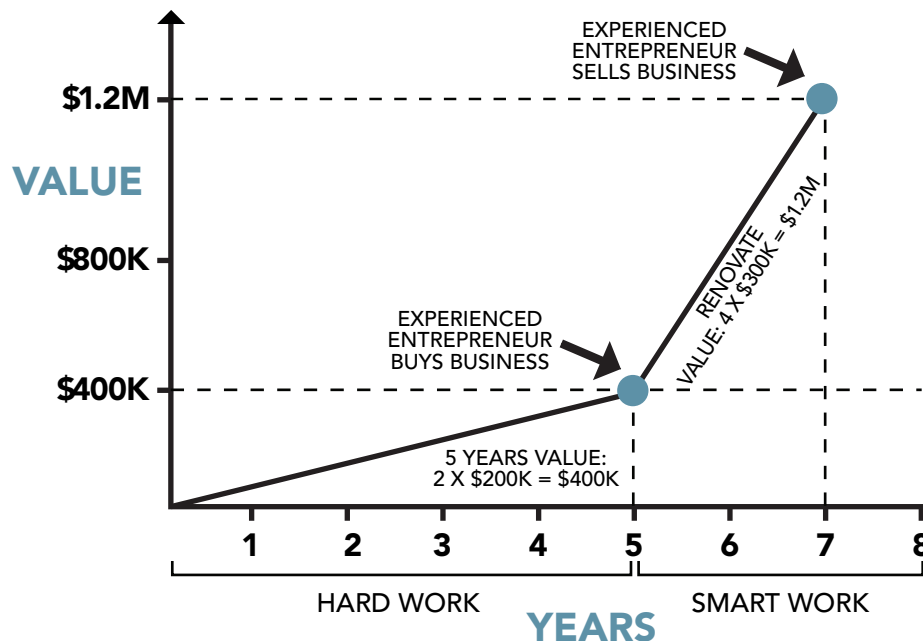 EXPERIENCED
ENTREPRENEUR
SELLS BUSINESS
$1.2M
VALUE
$800K
RENOVATE
VALUE: 4 X $300K = $1.2M
EXPERIENCED
ENTREPRENEUR
BUYS BUSINESS
$400K
5 YEARS VALUE:
2 X $200K = $400K
1 2 3 4 5 6 7 8
HARD WORK SMART WORK
YEARS